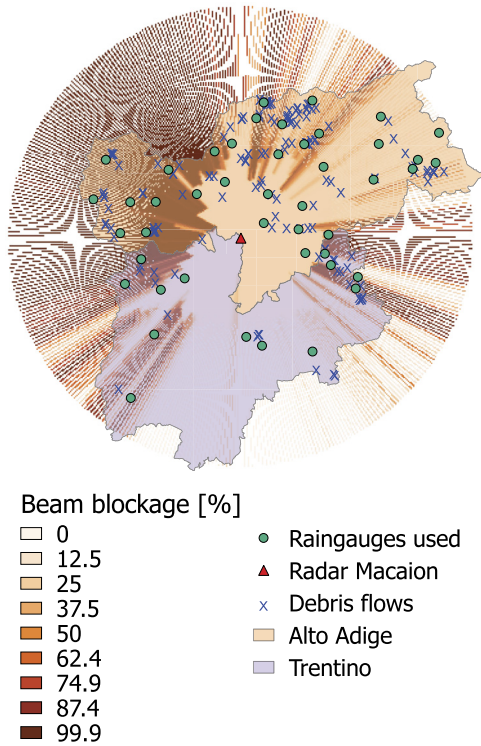 Beam blockage [%]
0
12.5
25
37.5
50
62.4
74.9
87.4
99.9
Raingauges used
Radar Macaion
Debris flows
Alto Adige
Trentino